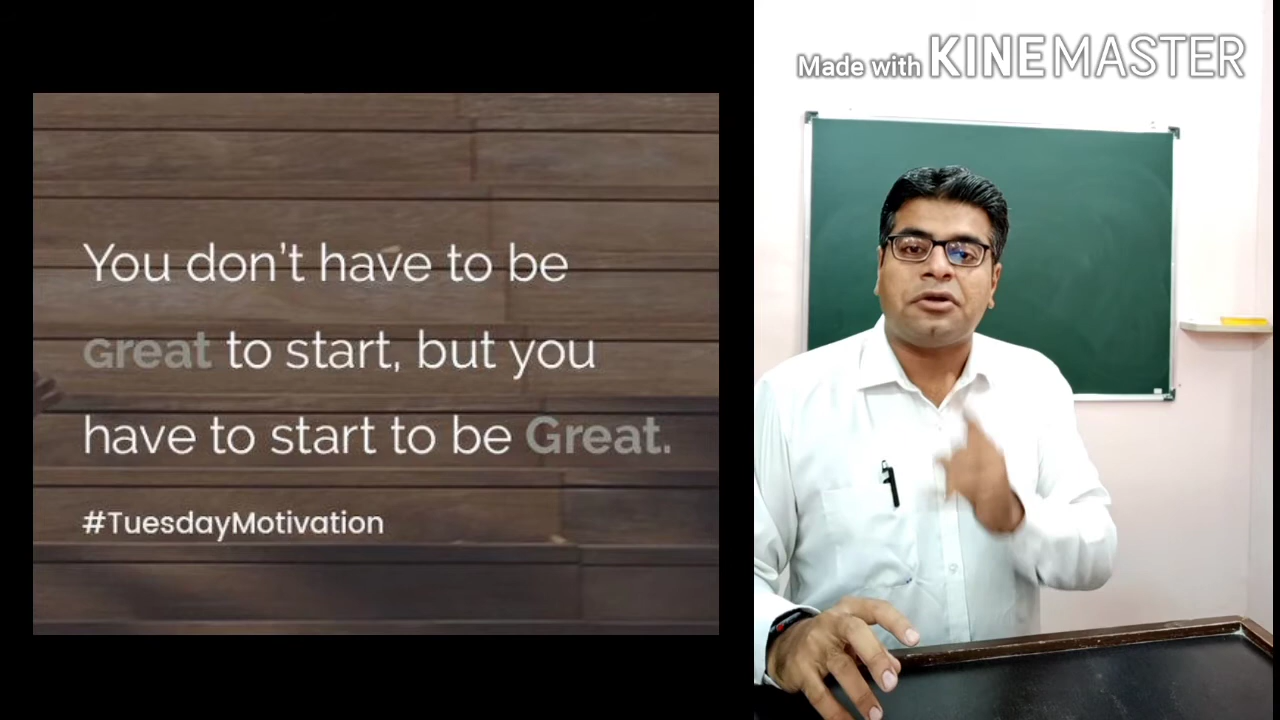 You don't have to be
Great to start, but you
have to start to be Great.
#TuesdayMotivation
Made with KINEMASTER